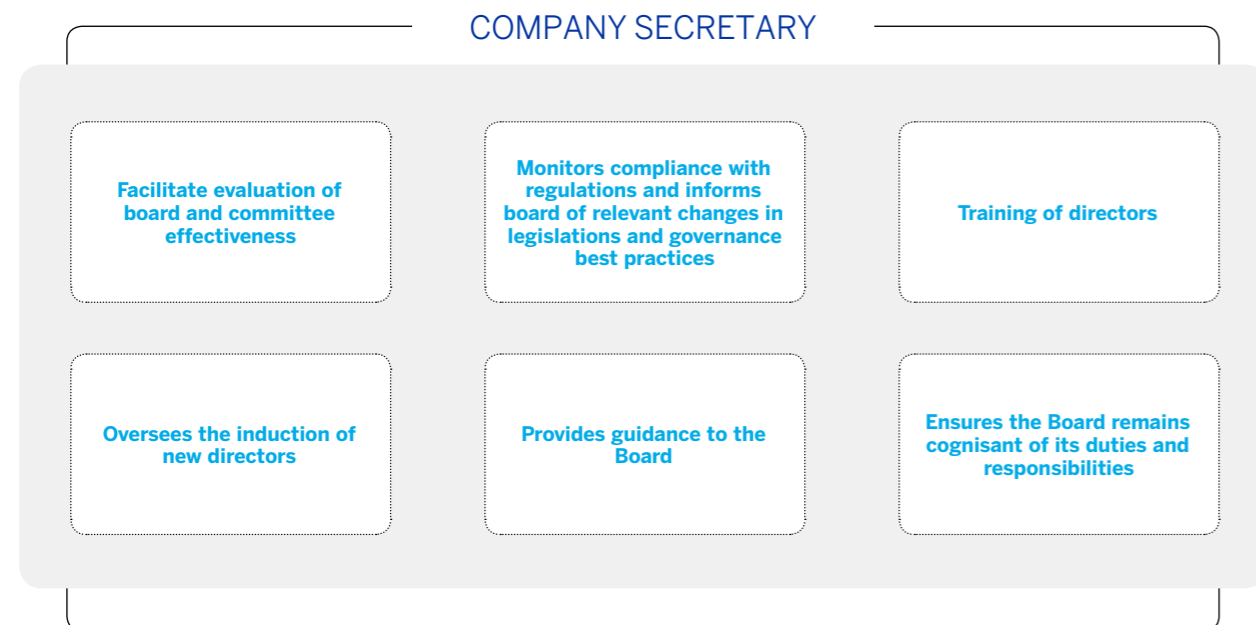 COMPANY SECRETARY
Facilitate evaluation of
board and committee
effectiveness
Monitors compliance with
regulations and informs
board of relevant changes in
legislations and governance
best practices
Training of directors
Oversees the induction of
new directors
Provides guidance to the
Board
Ensures the Board remains
cognisant of its duties and
responsibilities